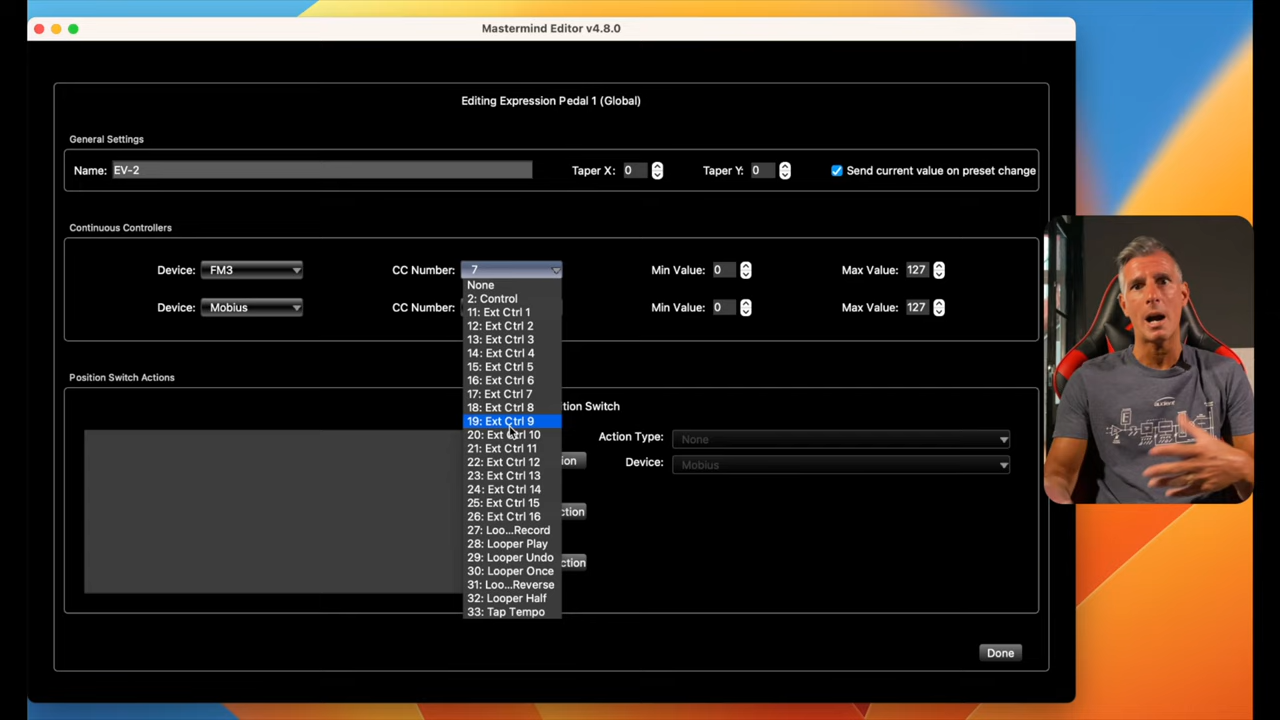 Mastermind Editor v4.8.0
Editing Expression Pedal 1 (Global)
General Settings
Name: EV-2 Taper X: 0 Taper Y: 0 Send current value on preset change
Continuous Controllers
Device: FM3 CC Number: 7 Min Value: 0 Max Value: 127
Device: Mobius CC Number: Min Value: 0 Max Value: 127
None
2: Control
11: Ext Ctrl 1
12: Ext Ctrl 2
13: Ext Ctrl 3
14: Ext Ctrl 4
15: Ext Ctrl 5
16: Ext Ctrl 6
17: Ext Ctrl 7
18: Ext Ctrl 8
19: Ext Ctrl 9
20: Ext Ctrl 10
21: Ext Ctrl 11
22: Ext Ctrl 12
23: Ext Ctrl 13
24: Ext Ctrl 14
25: Ext Ctrl 15
26: Ext Ctrl 16
27: Loo...Record
28: Looper Play
29: Looper Undo
30: Looper Once
31: Loo...Reverse
32: Looper Half
33: Tap Tempo
Position Switch Actions
tion Switch
Action Type: None
Device: Mobius
ion
ction
ction
Done